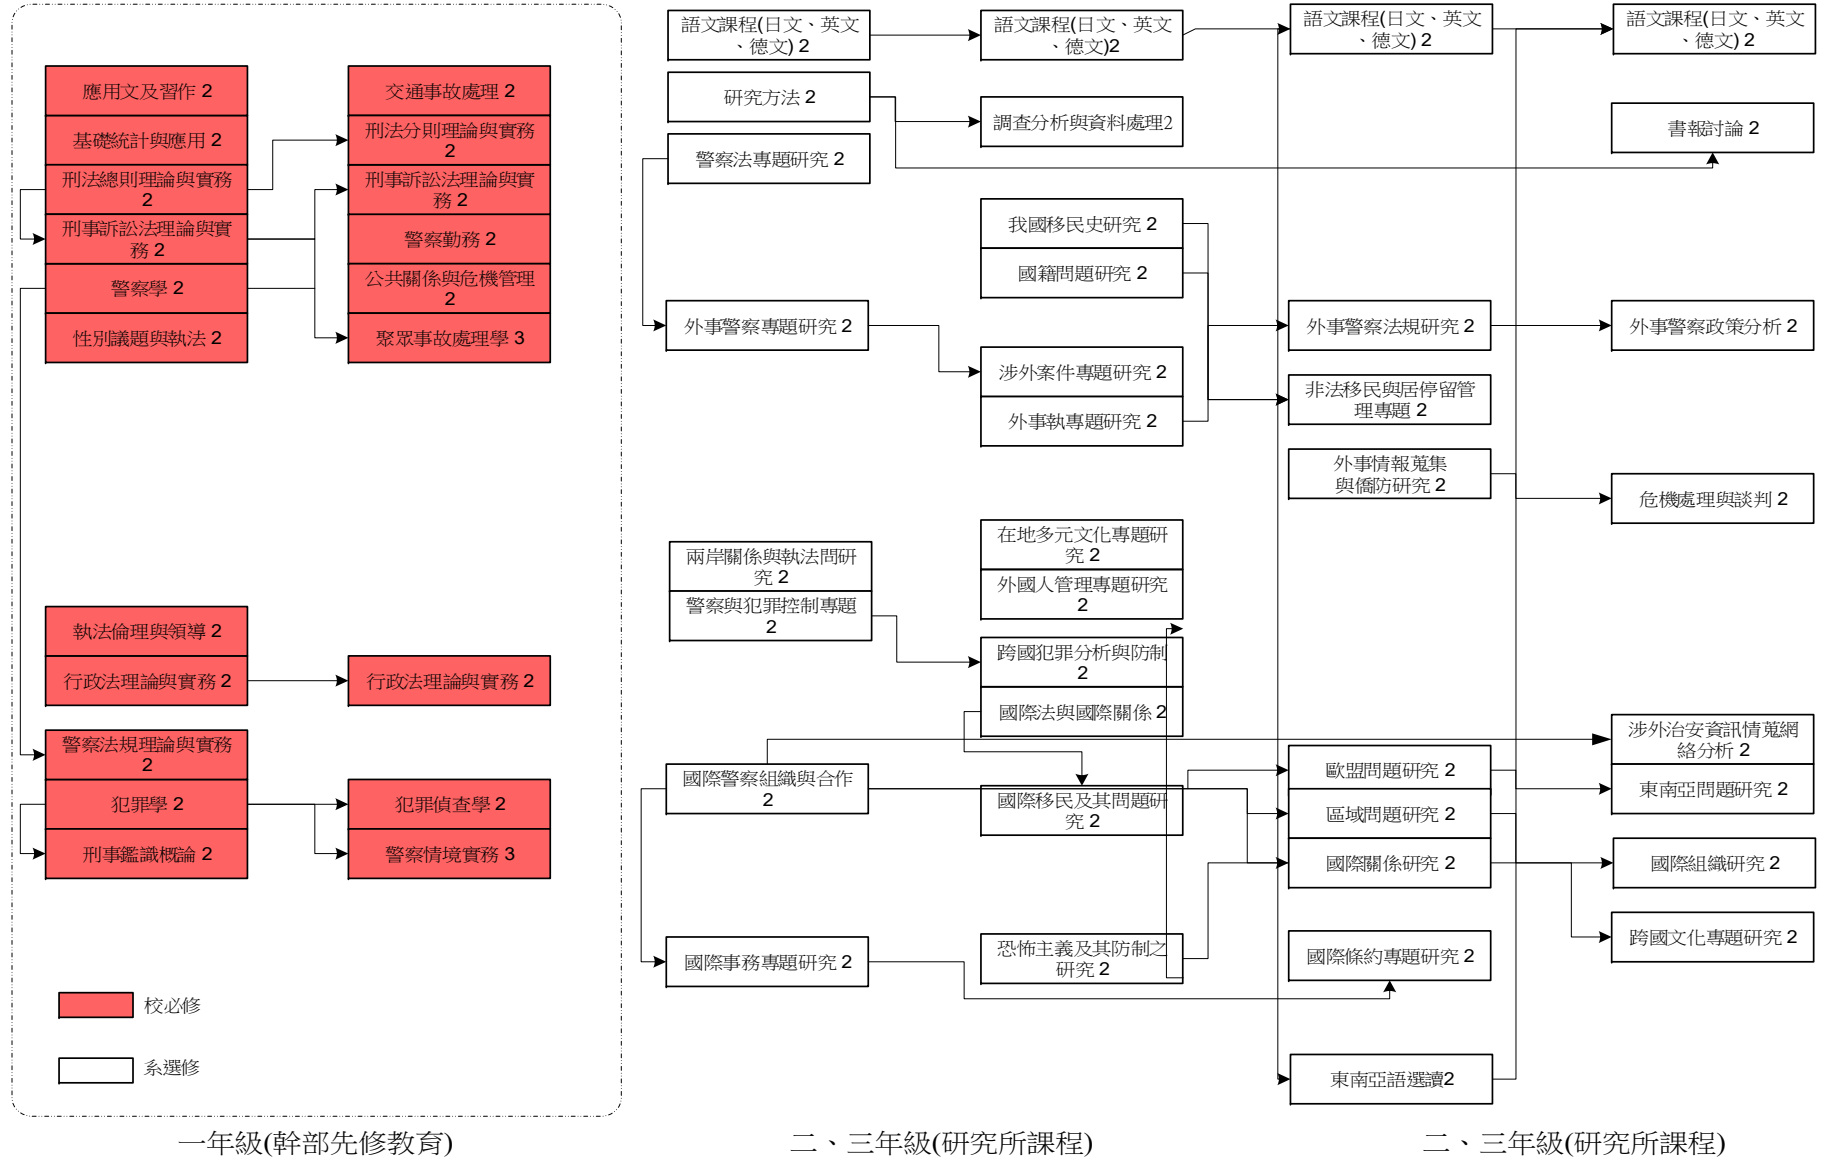 應用文及習作 2
基礎統計與應用 2
刑法總則理論與實務
2
刑事訴訟法理論與實
務 2
警察學 2
性別議題與執法 2
執法倫理與領導 2
行政法理論與實務 2
警察法規理論與實務
2
犯罪學 2
刑事鑑識概論 2
交通事故處理 2
刑法分則理論與實務
2
刑事訴訟法理論與實
務 2
警察勤務 2
公共關係與危機管理
2
聚眾事故處理學 3
行政法理論與實務 2
犯罪偵查學 2
警察情境實務 3
校必修
系選修
一年級(幹部先修教育)
語文課程(日文、英文
、德文) 2
研究方法 2
警察法專題研究 2
外事警察專題研究 2
兩岸關係與執法問研
究 2
警察與犯罪控制專題
2
國際警察組織與合作
2
國際事務專題研究 2
語文課程(日文、英文
、德文)2
調查分析與資料處理2
我國移民史研究 2
國籍問題研究 2
涉外案件專題研究 2
外事執專題研究 2
在地多元文化專題研
究 2
外國人管理專題研究
2
跨國犯罪分析與防制
2
國際法與國際關係 2
國際移民及其問題研
究 2
恐怖主義及其防制之
研究 2
二、三年級(研究所課程)
語文課程(日文、英文
、德文) 2
外事警察法規研究 2
非法移民與居停留管
理專題 2
外事情報蒐集
與僑防研究 2
歐盟問題研究 2
區域問題研究 2
國際關係研究 2
國際條約專題研究 2
東南亞語選讀2
語文課程(日文、英文
、德文) 2
書報討論 2
外事警察政策分析 2
危機處理與談判 2
涉外治安資訊情蒐網
絡分析 2
東南亞問題研究 2
國際組織研究 2
跨國文化專題研究 2
二、三年級(研究所課程)